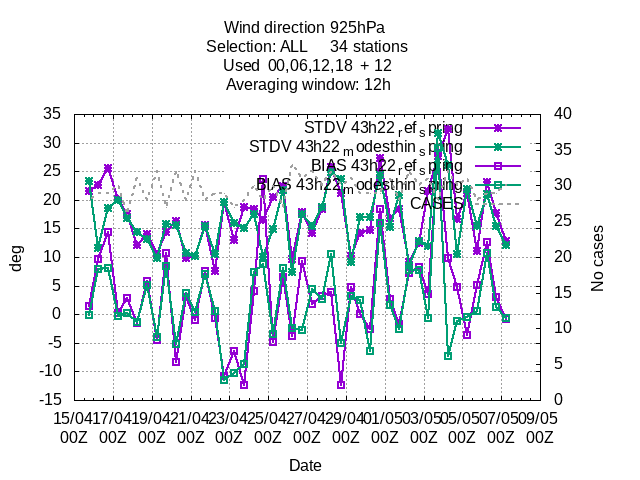 Wind direction 925hPa
Selection: ALL 34 stations
Used 00,06,12,18 + 12
Averaging window: 12h
STDV 43h22_ref_spring
STDV 43h22_modesthin_spring
BIAS 43h22_ref_spring
BIAS 43h22_modesthin_spring
CASES
35
30
25
20
15
10
5
0
-5
-10
-15
deg
40
35
30
25
20
15
10
5
0
No cases
15/04 17/04 19/04 21/04 23/04 25/04 27/04 29/04 01/05 03/05 05/05 07/05 09/05
00Z 00Z 00Z 00Z 00Z 00Z 00Z 00Z 00Z 00Z 00Z 00Z 00Z
Date